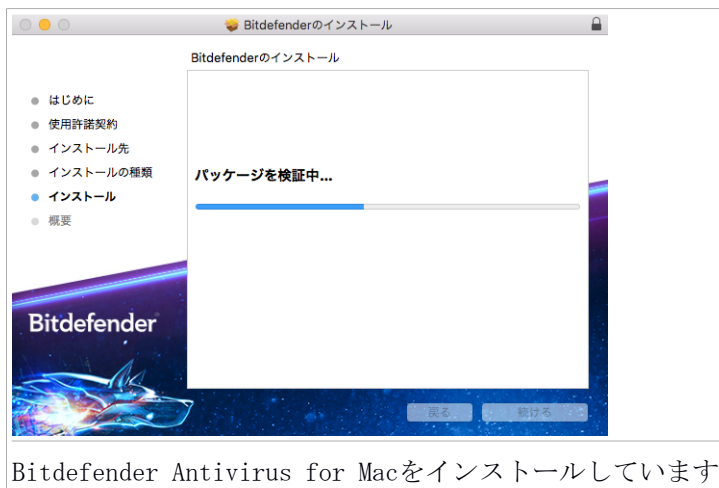 Bitdefenderのインストール
Bitdefenderのインストール
はじめに
使用許諾契約
インストール先
インストールの種類
インストール
概要
パッケージを検証中...
Bitdefender
戻る
続ける
Bitdefender Antivirus for Macをインストールしています